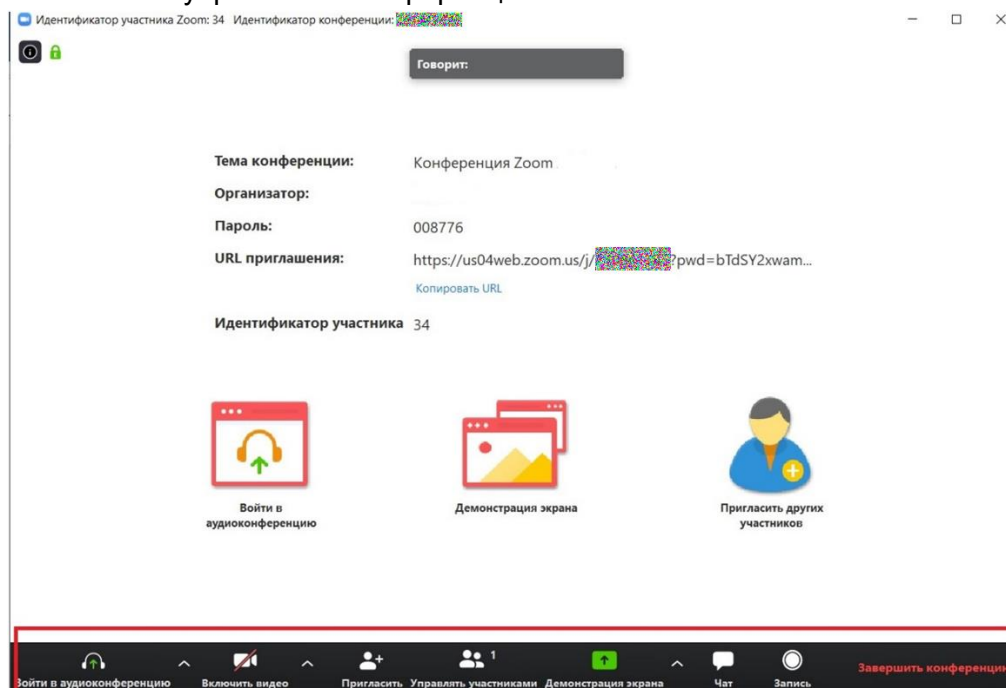 Идентификатор участника Zoom: 34 Идентификатор конференции:
Говорит:
Тема конференции: Конференция Zoom
Организатор:
Пароль: 008776
URL приглашения: https://us04web.zoom.us/j/ ?pwd=bTdSY2xwam...
Копировать URL
Идентификатор участника 34
Войти в аудиоконференцию
Демонстрация экрана
Пригласить других участников
1
Войти в аудиоконференцию Включить видео Пригласить Управлять участниками Демонстрация экрана Чат Запись Завершить конференцию